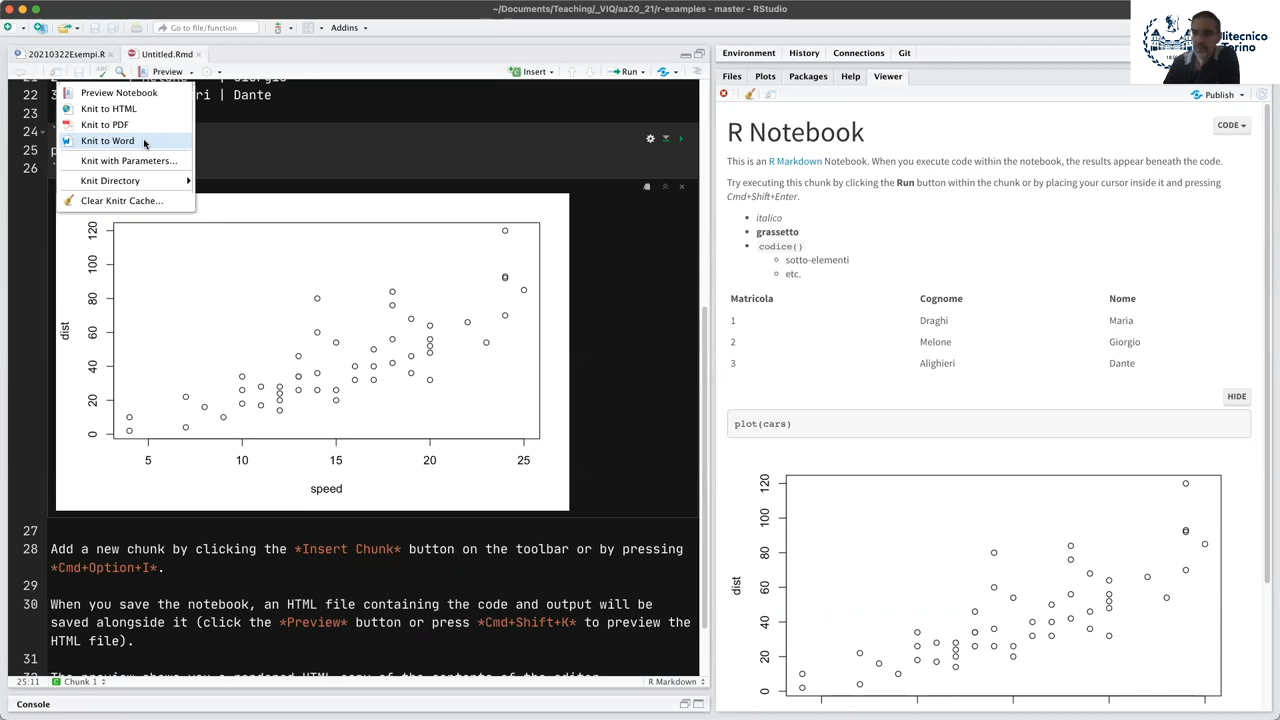 ~/Documents/Teaching/_VIQ/aa20_21/r-examples - master - RStudio
Go to file/function
Addins
20210322Esempi.R
Untitled.Rmd
Preview
Insert
Run
Preview Notebook
Knit to HTML
Knit to PDF
Knit to Word
Knit with Parameters...
Knit Directory
Clear Knitr Cache...
22
ri | Dante
23
24
25
26
120
100
80
60
40
20
0
dist
5 10 15 20 25
speed
27
28 Add a new chunk by clicking the *Insert Chunk* button on the toolbar or by pressing
*Cmd+Option+I*.
29
30 When you save the notebook, an HTML file containing the code and output will be
saved alongside it (click the *Preview* button or press *Cmd+Shift+K* to preview the
HTML file).
31
25:11 Chunk 1 R Markdown
Console
Environment History Connections Git
Files Plots Packages Help Viewer
Publish
R Notebook
CODE
This is an R Markdown Notebook. When you execute code within the notebook, the results appear beneath the code.
Try executing this chunk by clicking the Run button within the chunk or by placing your cursor inside it and pressing
Cmd+Shift+Enter.
• italico
• grassetto
• codice()
○ sotto-elementi
○ etc.
Matricola Cognome Nome
1 Draghi Maria
2 Melone Giorgio
3 Alighieri Dante
HIDE
plot(cars)
120
100
80
60
40
20
0
dist